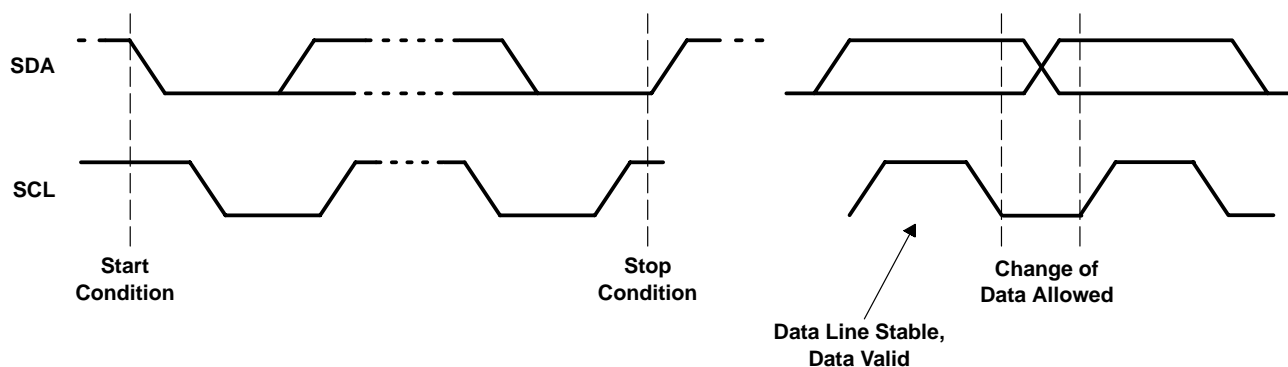 SDA
SCL
Start
Condition
Stop
Condition
Change of
Data Allowed
Data Line Stable,
Data Valid